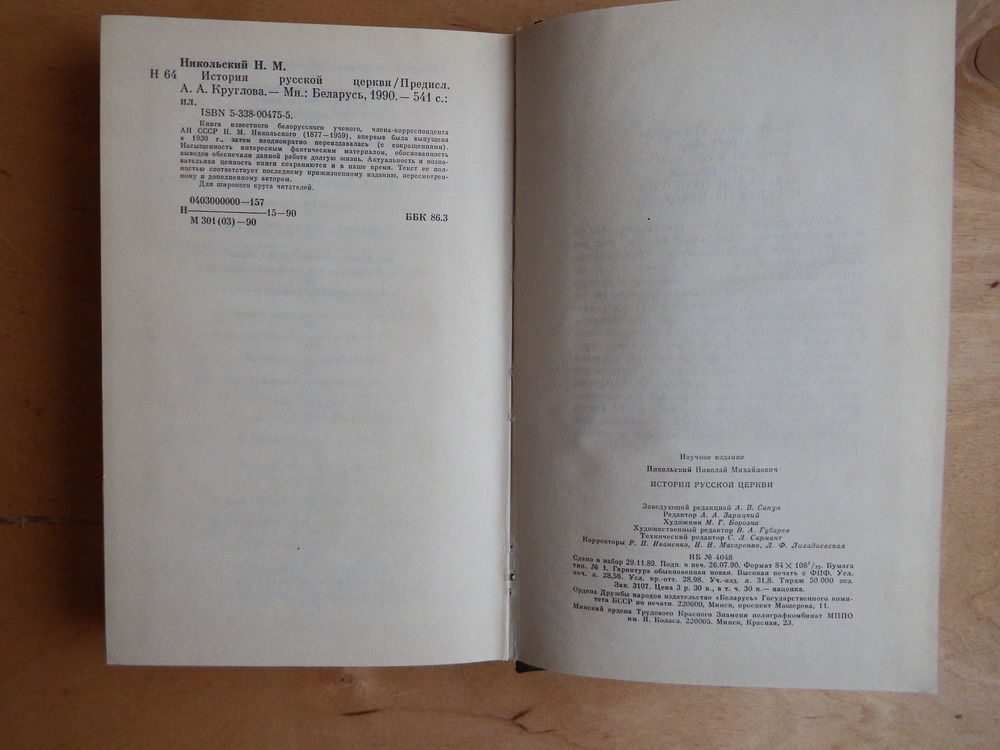 Никольский Н. М.
Н 64 История русской церкви/Предисл.
А. А. Круглова.— Мн.: Беларусь, 1990.— 541 с.:
ил.
ISBN 5-338-00475-5.
Книга известного белорусского ученого, члена-корреспондента
АН СССР Н. М. Никольского (1877—1959), впервые была выпущена
в 1930 г., затем неоднократно переиздавалась (с сокращениями).
Насыщенность интересным фактическим материалом, обоснованность
выводов обеспечили данной работе долгую жизнь. Актуальность и позна-
вательная ценность книги сохраняются и в наше время. Текст ее пол-
ностью соответствует последнему прижизненному изданию, пересмотрен-
ному и дополненному автором.
Для широкого круга читателей.
0403000000—157
Н———15—90
М 301 (03)—90
ББК 86.3
Научное издание
Никольский Николай Михайлович
ИСТОРИЯ РУССКОЙ ЦЕРКВИ
Заведующий редакцией А. В. Сапун
Редактор А. А. Зарицкий
Художник М. Г. Борозна
Художественный редактор В. А. Губарев
Технический редактор С. Л. Сармант
Корректоры Р. П. Иваненко, Н. Н. Масаренко, Л. Ф. Лихадиевская
ИБ № 4048
Сдано в набор 29.11.89. Подп. в печ. 26.07.90. Формат 84×108¹/₃₂. Бумага
тип. № 1. Гарнитура обыкновенная новая. Высокая печать с ФПФ. Усл.
печ. л. 28,56. Усл. кр.-отт. 28,98. Уч.-изд. л. 31,8. Тираж 50 000 экз.
Зак. 3107. Цена 3 р. 30 к., в т. ч. 30 к.— наценка.
Ордена Дружбы народов издательство «Беларусь» Государственного коми-
тета БССР по печати. 220600, Минск, проспект Машерова, 11.
Минский ордена Трудового Красного Знамени полиграфкомбинат МППО
им. Я. Коласа. 220005. Минск, Красная, 23.